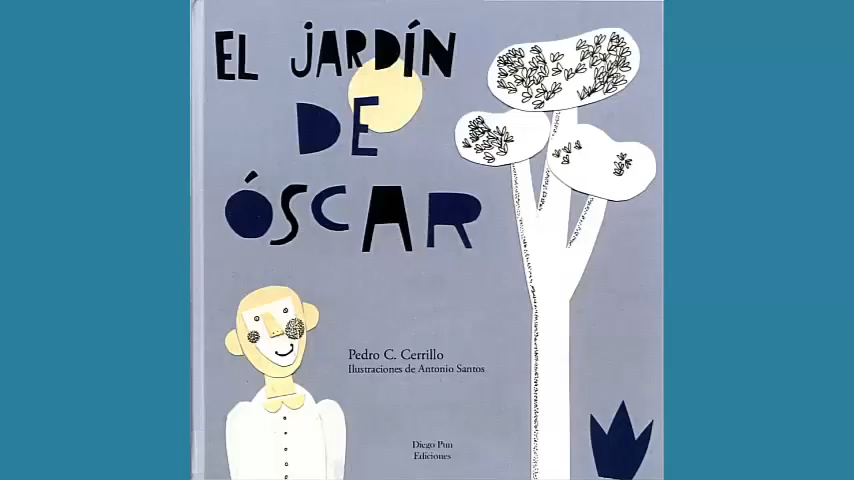 EL JARDÍN
DE
ÓSCAR
Pedro C. Cerrillo
Ilustraciones de Antonio Santos
Diego Pun
Ediciones